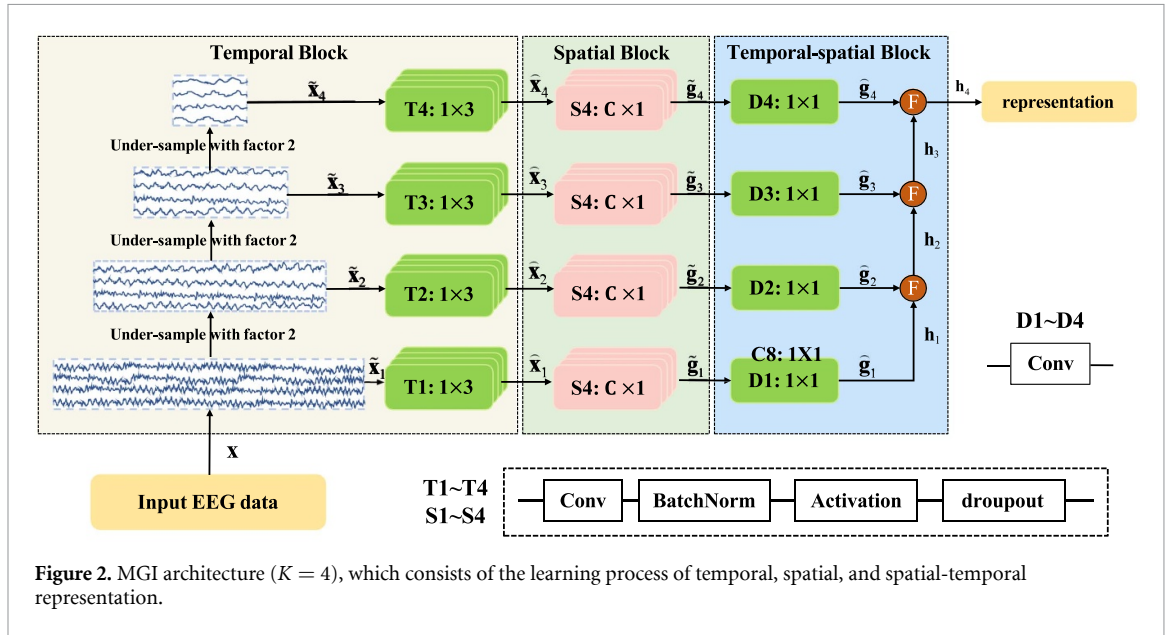 Temporal Block
Spatial Block
Temporal-spatial Block
x̃₄
T4: 1×3
x̂₄
S4: C ×1
g̃₄
D4: 1×1
ĝ₄
F
h₄
representation
Under-sample with factor 2
h₃
x̃₃
T3: 1×3
x̂₃
S4: C ×1
g̃₃
D3: 1×1
ĝ₃
F
Under-sample with factor 2
h₂
x̃₂
T2: 1×3
x̂₂
S4: C ×1
g̃₂
D2: 1×1
ĝ₂
F
Under-sample with factor 2
h₁
D1~D4
Conv
x̃₁
T1: 1×3
x̂₁
S4: C ×1
g̃₁
C8: 1X1
D1: 1×1
ĝ₁
x
Input EEG data
T1~T4
S1~S4
Conv
BatchNorm
Activation
droupout
Figure 2. MGI architecture (K = 4), which consists of the learning process of temporal, spatial, and spatial-temporal
representation.